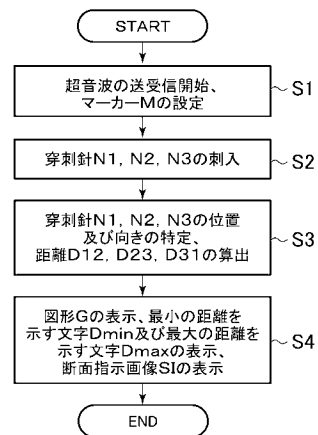 START
超音波の送受信開始、
マーカーMの設定
S1
穿刺針N1, N2, N3の刺入
S2
穿刺針N1, N2, N3の位置
及び向きの特定、
距離D12, D23, D31の算出
S3
図形Gの表示、最小の距離を
示す文字Dmin及び最大の距離を
示す文字Dmaxの表示、
断面指示画像SIの表示
S4
END